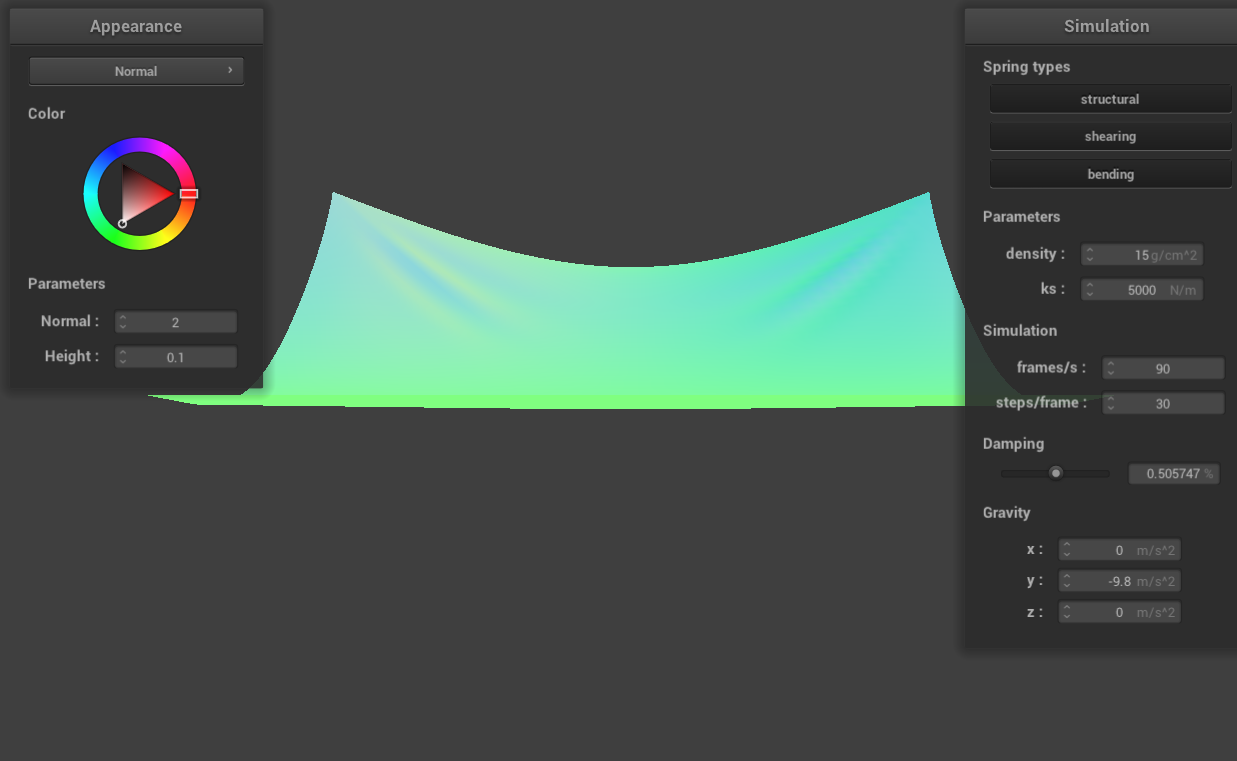 Appearance
Normal
Color
Parameters
Normal : 2
Height : 0.1
Simulation
Spring types
structural
shearing
bending
Parameters
density : 15 g/cm^2
ks : 5000 N/m
Simulation
frames/s : 90
steps/frame : 30
Damping
0.505747 %
Gravity
x : 0 m/s^2
y : -9.8 m/s^2
z : 0 m/s^2